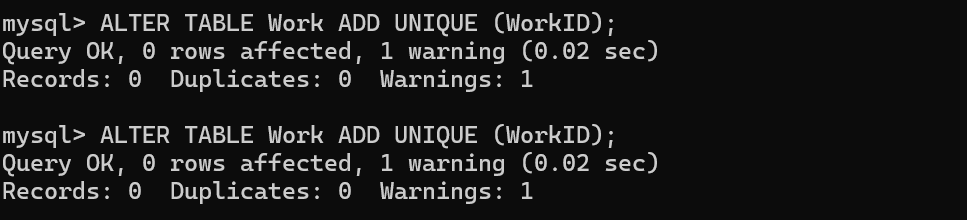 mysql> ALTER TABLE Work ADD UNIQUE (WorkID);
Query OK, 0 rows affected, 1 warning (0.02 sec)
Records: 0  Duplicates: 0  Warnings: 1

mysql> ALTER TABLE Work ADD UNIQUE (WorkID);
Query OK, 0 rows affected, 1 warning (0.02 sec)
Records: 0  Duplicates: 0  Warnings: 1